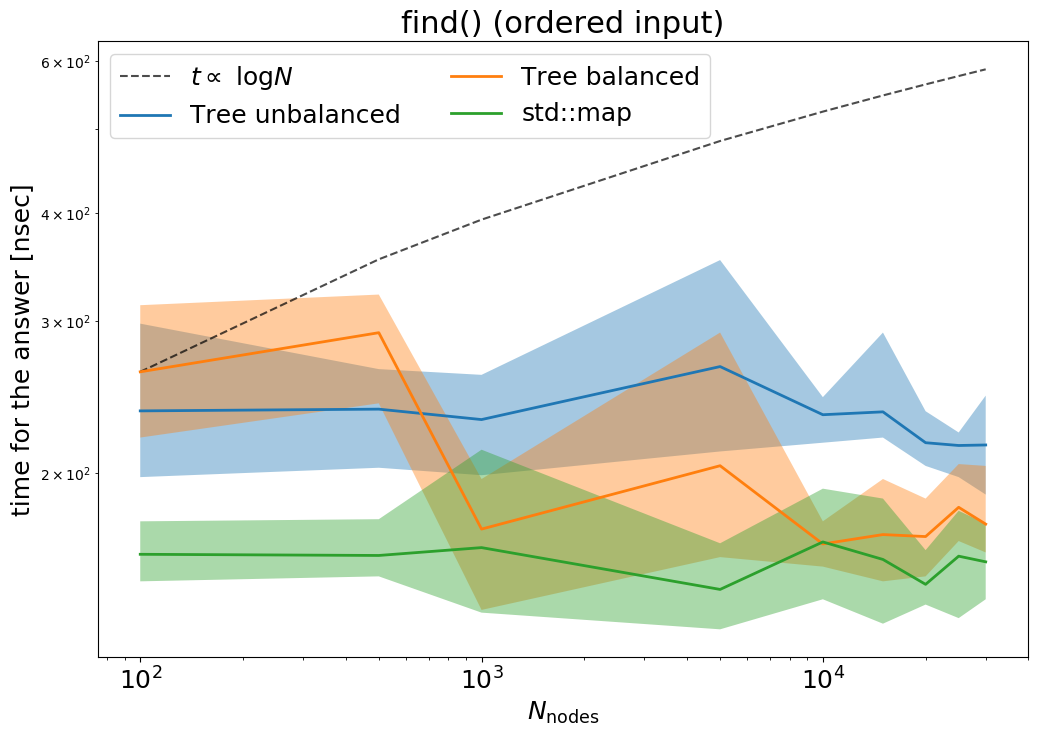 find() (ordered input)
t ∝ logN
Tree unbalanced
Tree balanced
std::map
time for the answer [nsec]
6 × 10²
4 × 10²
3 × 10²
2 × 10²
10² 10³ 10⁴
N_nodes